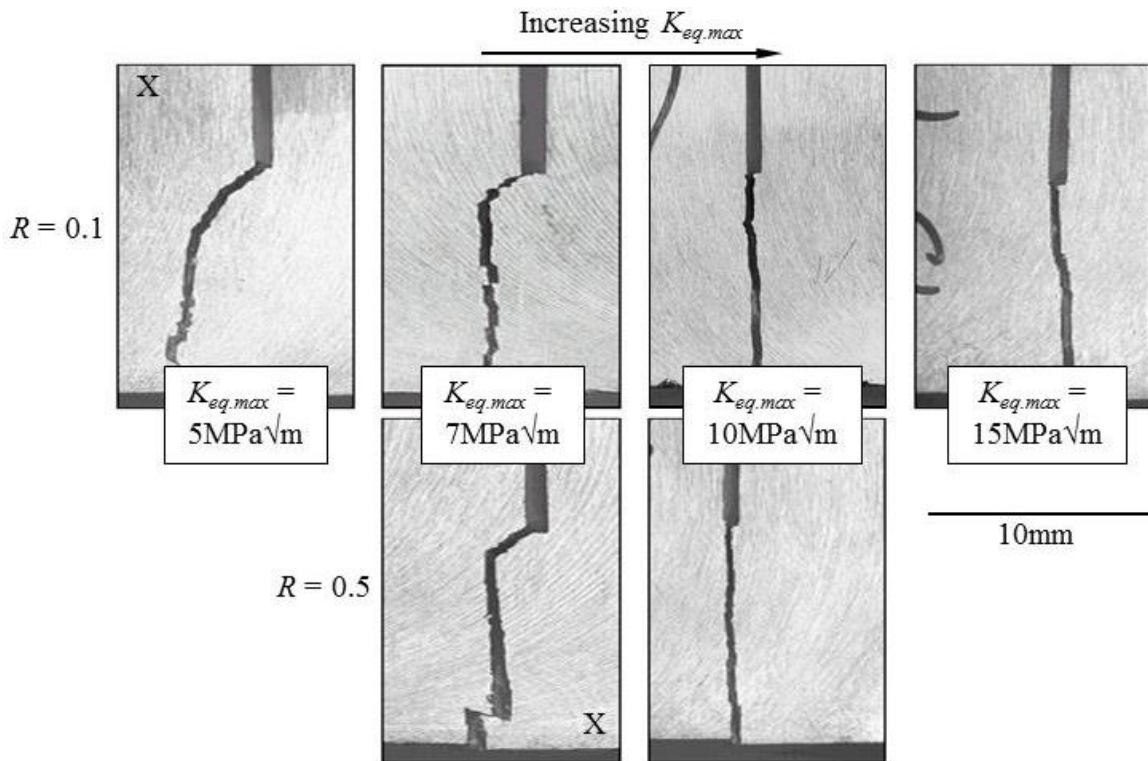 Increasing K_eq.max
X
R = 0.1
K_eq.max =
5MPa√m
K_eq.max =
7MPa√m
K_eq.max =
10MPa√m
K_eq.max =
15MPa√m
10mm
R = 0.5
X